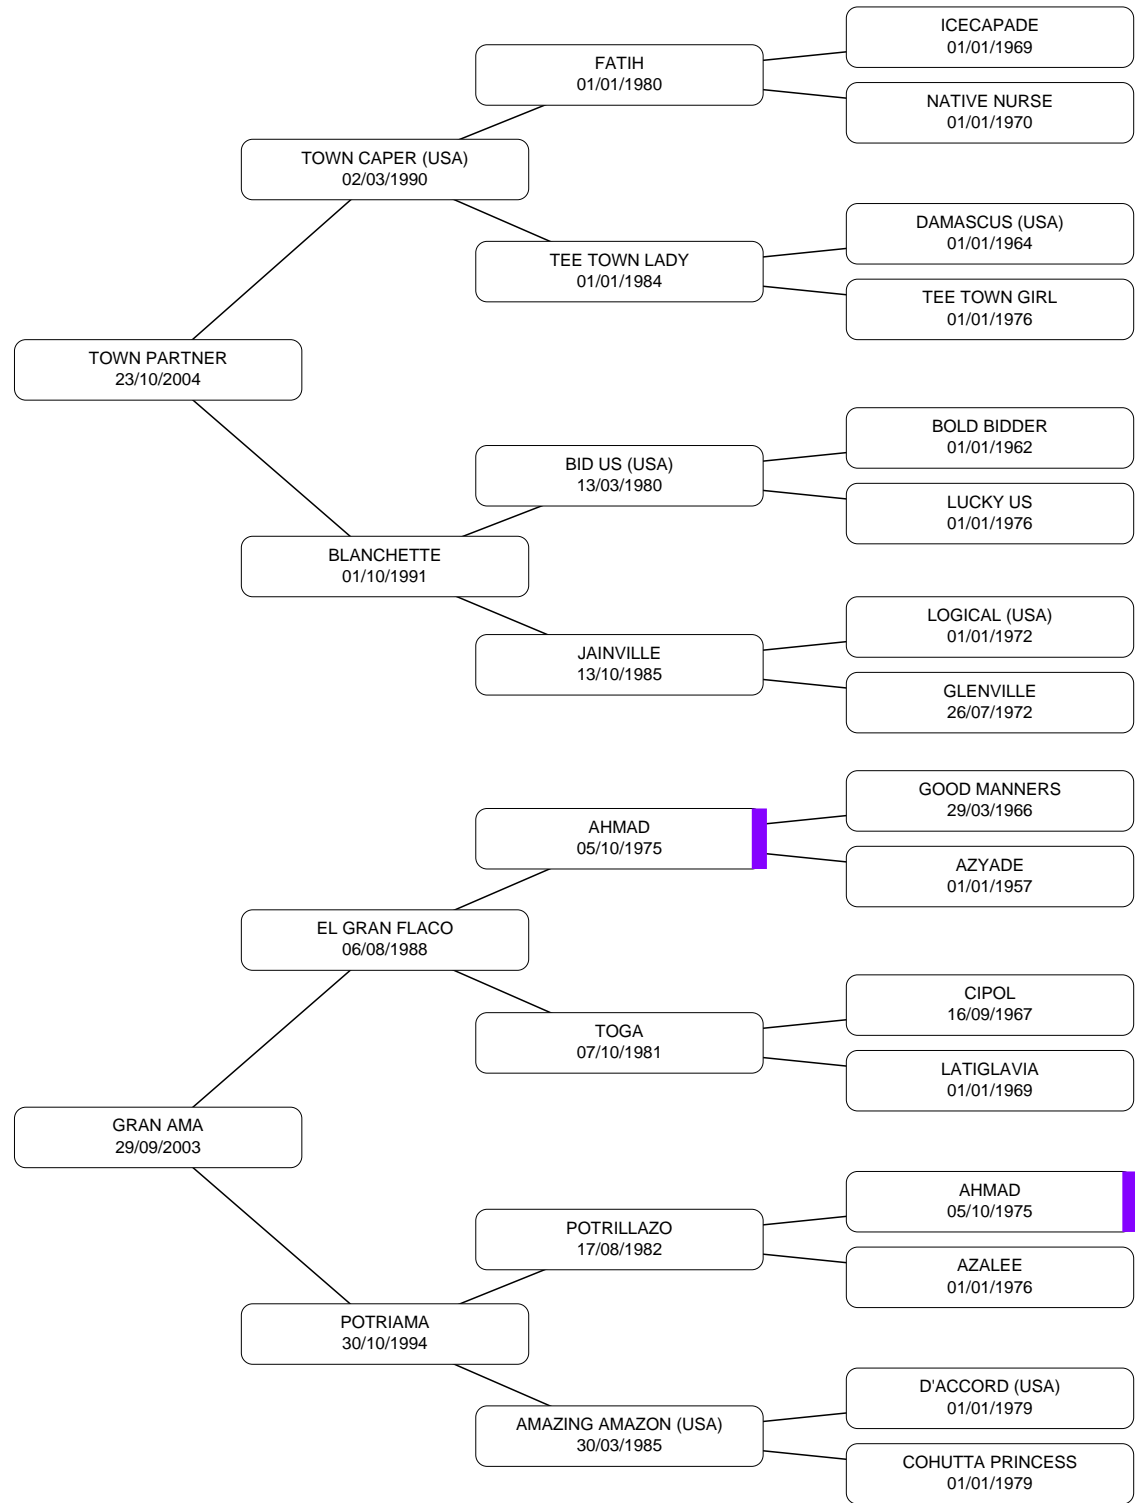 ICECAPADE
01/01/1969
FATIH
01/01/1980
NATIVE NURSE
01/01/1970
TOWN CAPER (USA)
02/03/1990
DAMASCUS (USA)
01/01/1964
TEE TOWN LADY
01/01/1984
TEE TOWN GIRL
01/01/1976
TOWN PARTNER
23/10/2004
BOLD BIDDER
01/01/1962
BID US (USA)
13/03/1980
LUCKY US
01/01/1976
BLANCHETTE
01/10/1991
LOGICAL (USA)
01/01/1972
JAINVILLE
13/10/1985
GLENVILLE
26/07/1972
GOOD MANNERS
29/03/1966
AHMAD
05/10/1975
AZYADE
01/01/1957
EL GRAN FLACO
06/08/1988
CIPOL
16/09/1967
TOGA
07/10/1981
LATIGLAVIA
01/01/1969
GRAN AMA
29/09/2003
AHMAD
05/10/1975
POTRILLAZO
17/08/1982
AZALEE
01/01/1976
POTRIAMA
30/10/1994
D'ACCORD (USA)
01/01/1979
AMAZING AMAZON (USA)
30/03/1985
COHUTTA PRINCESS
01/01/1979